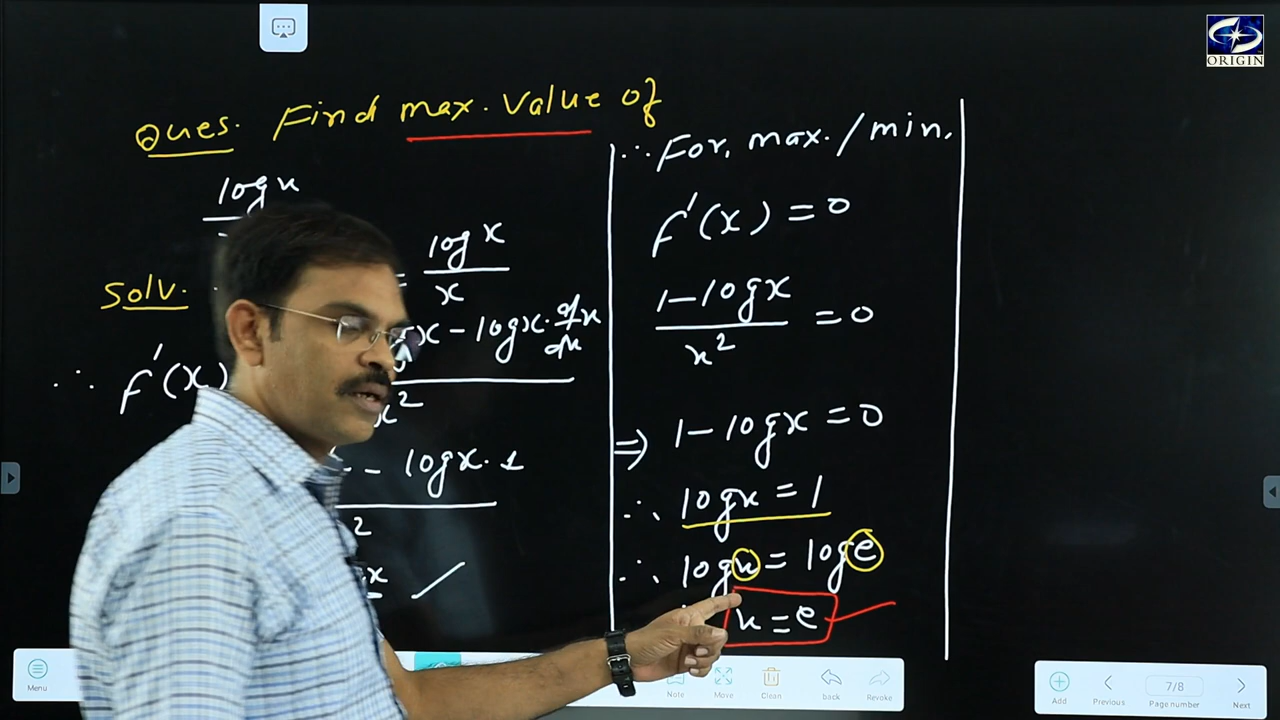 ORIGIN
Ques. Find max. value of
log x
Solv.
= log x / x
∴ f'(x)
x - log x · d/dx x
x²
- log x · 1
2
∴ For, max. / min.
f'(x) = 0
1 - log x / x² = 0
⇒ 1 - log x = 0
∴ log x = 1
∴ log x = log e
x = e
Menu
Note
Move
Clean
back
Revoke
Add
Previous
7/8
Page number
Next